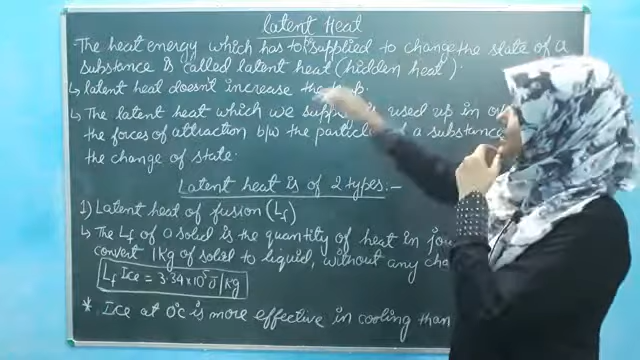 Latent Heat
The heat energy which has to supplied to change the state of a
substance is called latent heat (hidden heat).
↳ latent heat doesn't increase the
↳ The latent heat which we supply is used up in
the forces of attraction b/w the particles of a substance
the change of state.
Latent heat is of 2 types:-
1) Latent heat of fusion (Lf)
↳ The Lf of a solid is the quantity of heat in
convert 1kg of solid to liquid, without any
Lf Ice = 3.34×10⁵ J/kg
* Ice at 0°C is more effective in cooling than